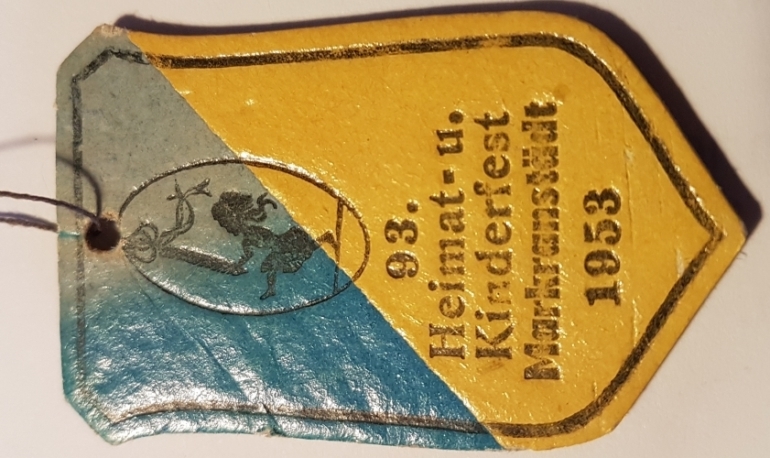 93.
Heimat- u.
Kinderfest
Markranstädt
1953